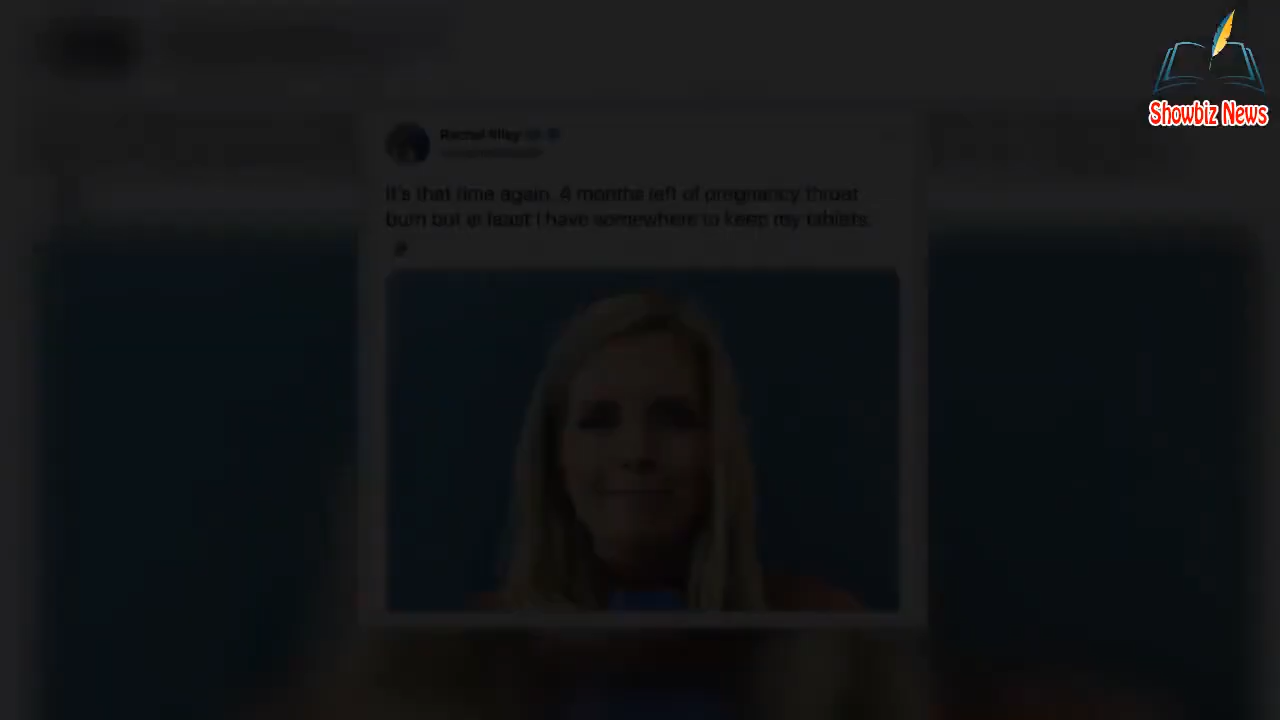 Showbiz News
Rachel Riley
It's that time again. 4 months left of pregnancy throat
burn but at least I have somewhere to keep my tablets.